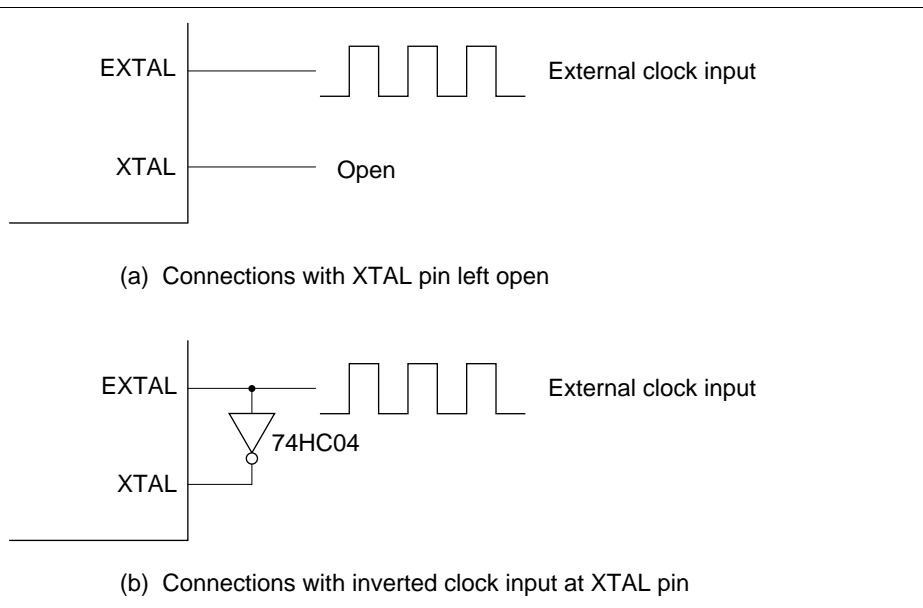 EXTAL
External clock input
XTAL
Open
(a) Connections with XTAL pin left open
EXTAL
External clock input
74HC04
XTAL
(b) Connections with inverted clock input at XTAL pin